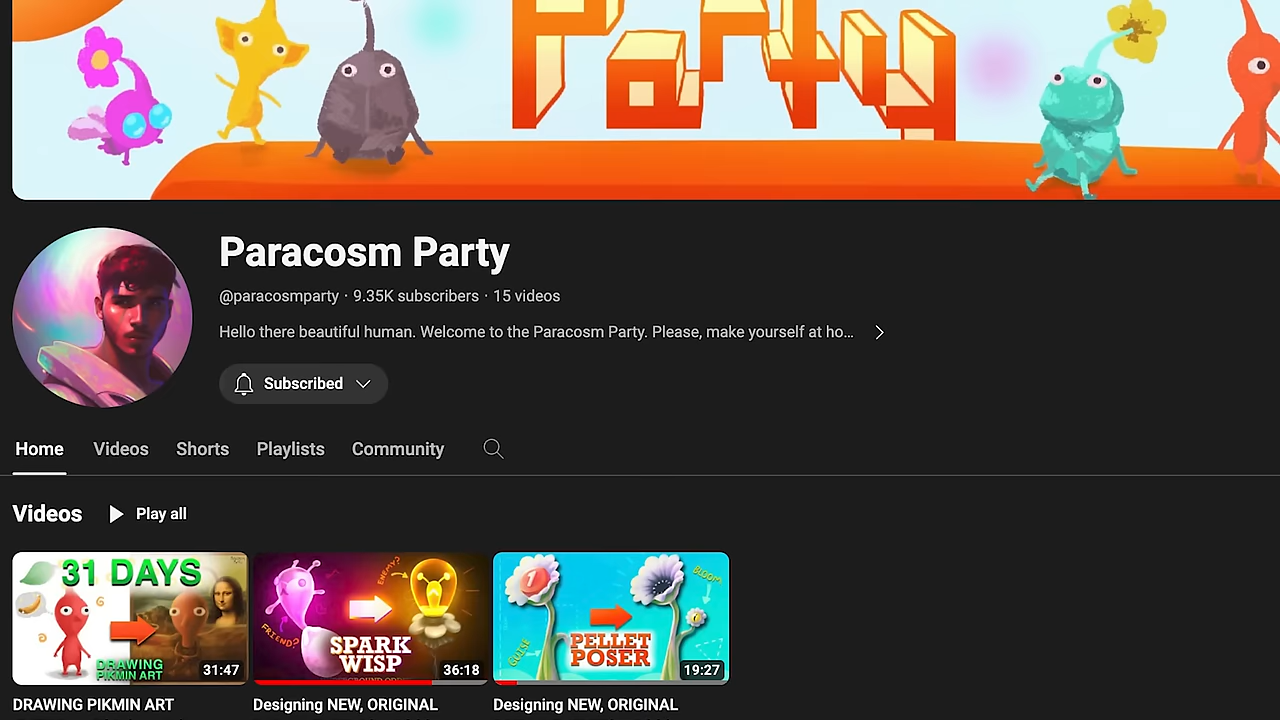 Party
Paracosm Party
@paracosmparty · 9.35K subscribers · 15 videos
Hello there beautiful human. Welcome to the Paracosm Party. Please, make yourself at ho...
Subscribed
Home Videos Shorts Playlists Community
Videos Play all
31 DAYS
DRAWING
PIKMIN ART
31:47
ENEMY?
FRIEND?
SPARK
WISP
36:18
1
BLOOM
GUISE
PELLET
POSER
19:27
DRAWING PIKMIN ART
Designing NEW, ORIGINAL
Designing NEW, ORIGINAL